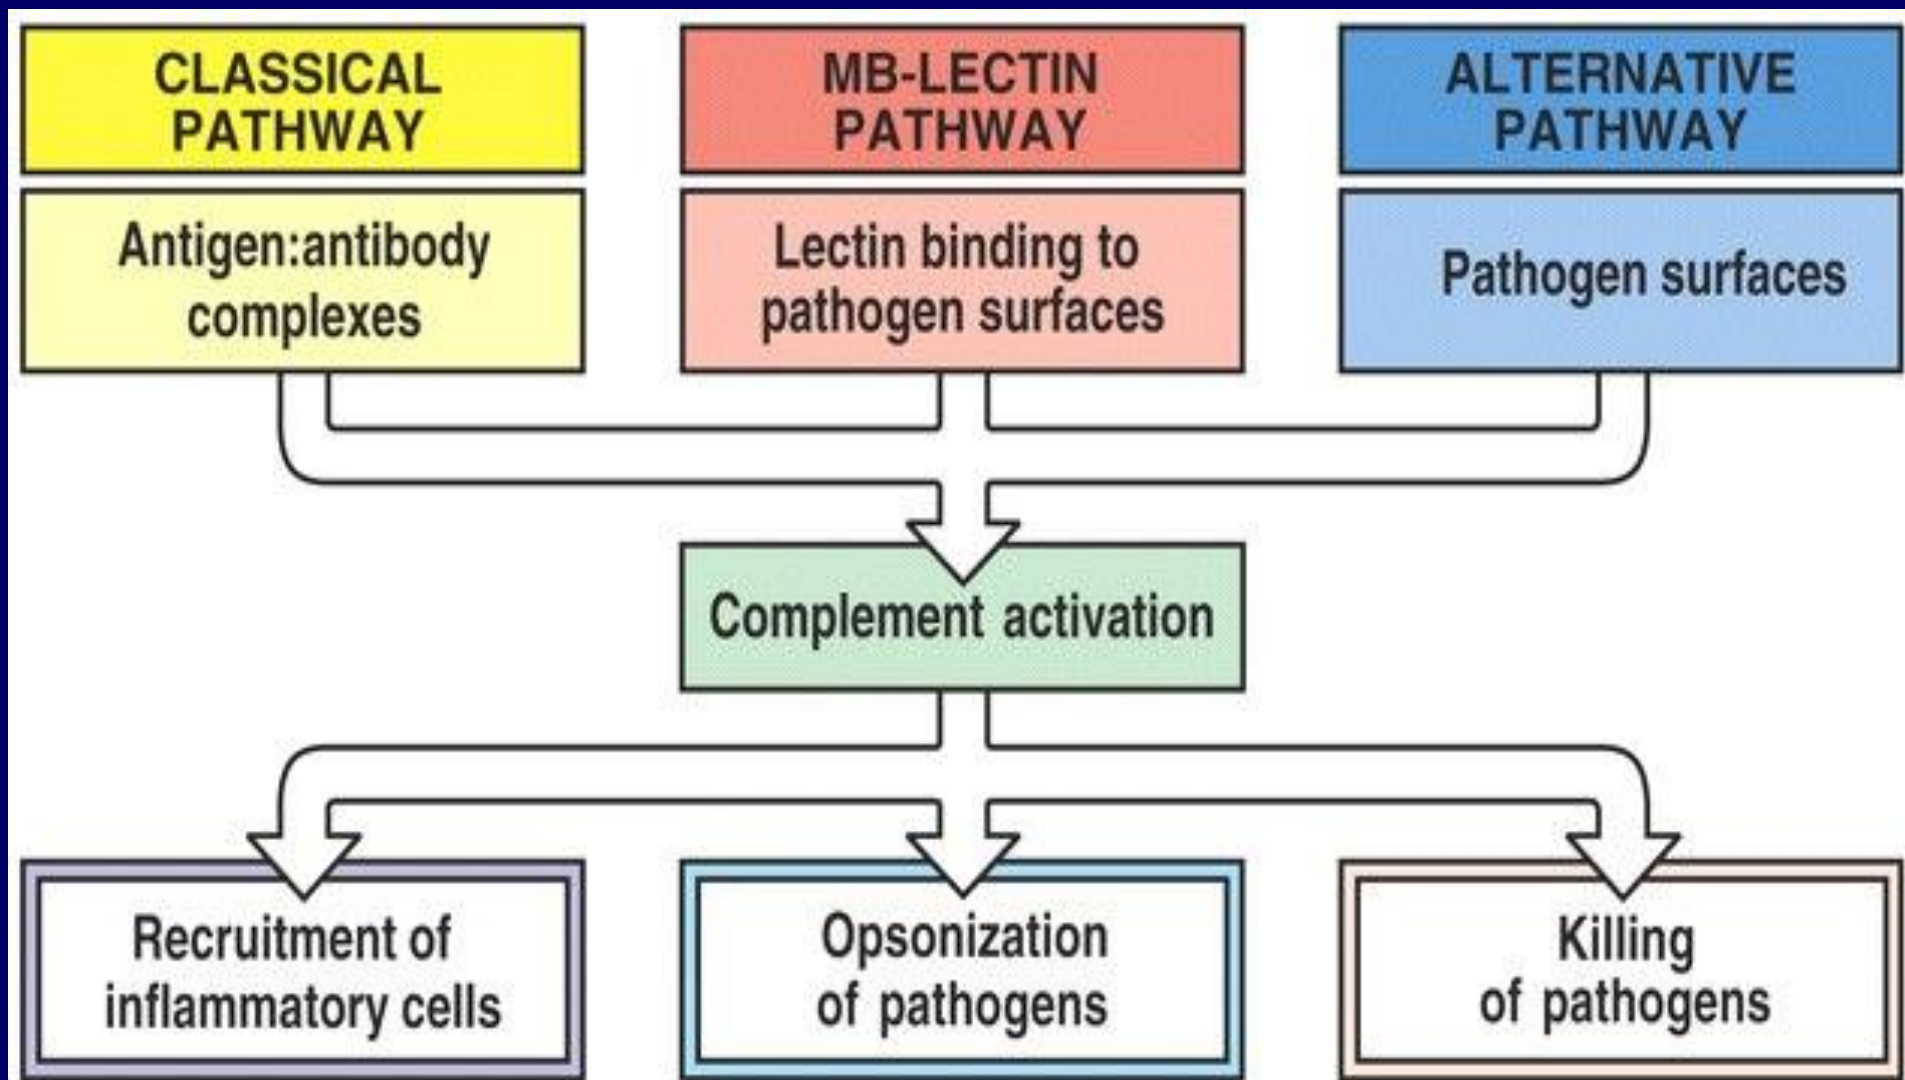 CLASSICAL
PATHWAY
MB-LECTIN
PATHWAY
ALTERNATIVE
PATHWAY
Antigen:antibody
complexes
Lectin binding to
pathogen surfaces
Pathogen surfaces
Complement activation
Recruitment of
inflammatory cells
Opsonization
of pathogens
Killing
of pathogens